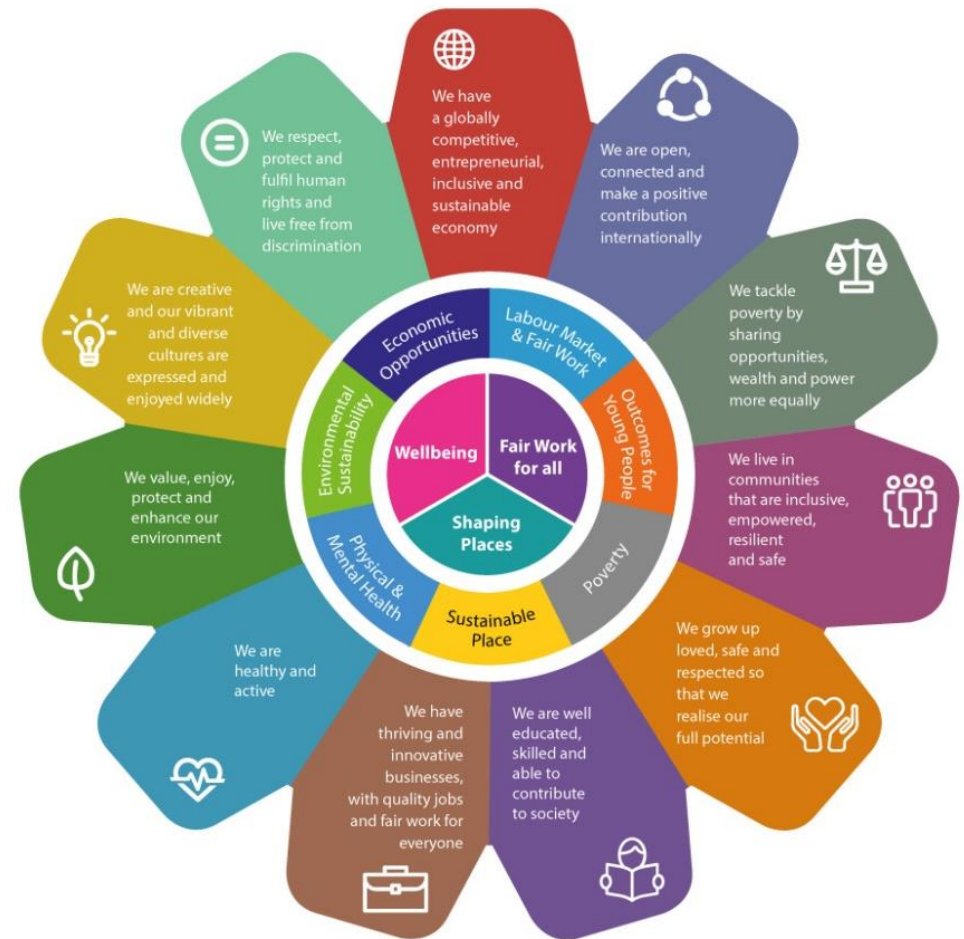 We have
a globally
competitive,
entrepreneurial,
inclusive and
sustainable
economy
We are open,
connected and
make a positive
contribution
internationally
We tackle
poverty by
sharing
opportunities,
wealth and power
more equally
We live in
communities
that are inclusive,
empowered,
resilient
and safe
We grow up
loved, safe and
respected so
that we
realise our
full potential
We are well
educated,
skilled and
able to
contribute
to society
We have
thriving and
innovative
businesses,
with quality jobs
and fair work for
everyone
We are
healthy and
active
We value, enjoy,
protect and
enhance our
environment
We are creative
and our vibrant
and diverse
cultures are
expressed and
enjoyed widely
We respect,
protect and
fulfil human
rights and
live free from
discrimination
Economic
Opportunities
Labour Market
& Fair Work
Outcomes for
Young People
Poverty
Sustainable
Place
Physical &
Mental Health
Environmental
Sustainability
Wellbeing
Fair Work
for all
Shaping
Places